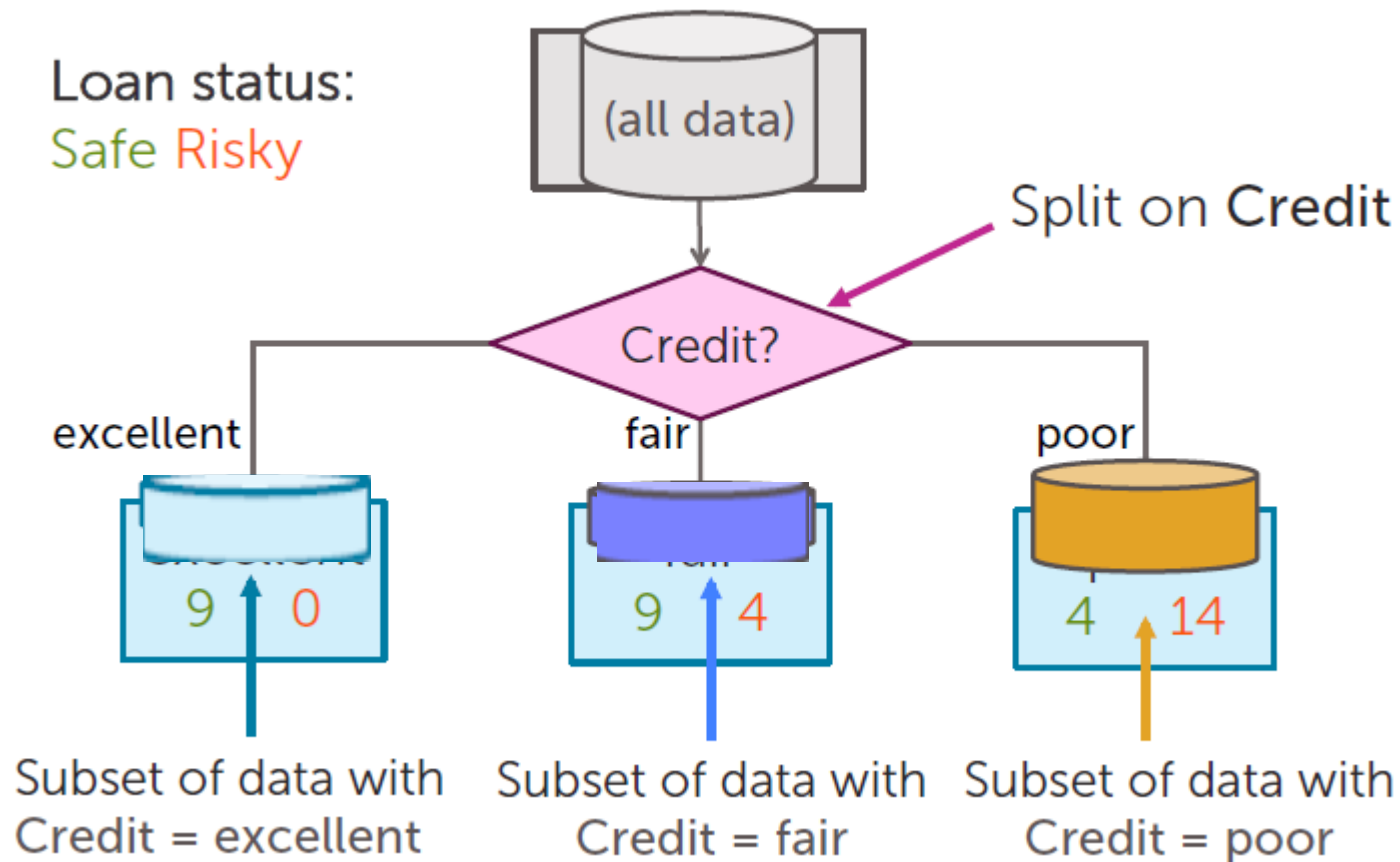 Loan status:
Safe Risky
(all data)
Split on Credit
Credit?
excellent
fair
poor
9 0
9 4
4 14
Subset of data with
Credit = excellent
Subset of data with
Credit = fair
Subset of data with
Credit = poor